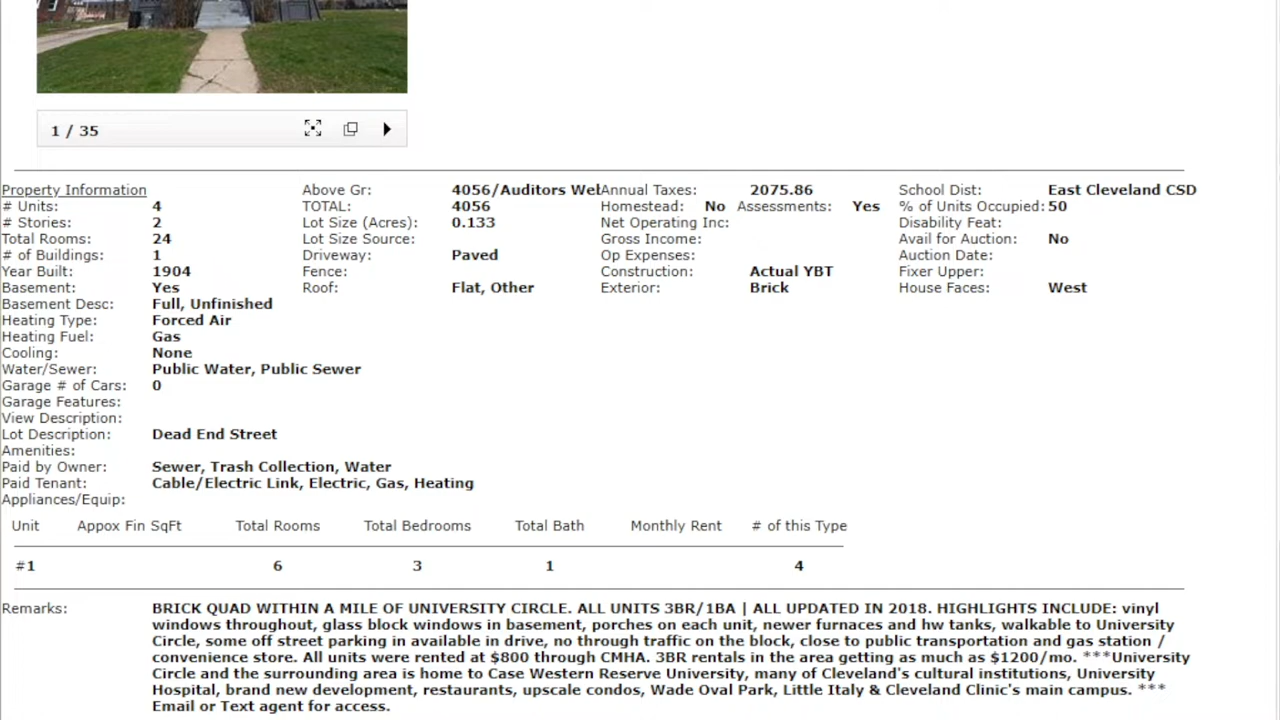 1 / 35
Property Information Above Gr: 4056/Auditors Wel Annual Taxes: 2075.86 School Dist: East Cleveland CSD
# Units: 4 TOTAL: 4056 Homestead: No Assessments: Yes % of Units Occupied: 50
# Stories: 2 Lot Size (Acres): 0.133 Net Operating Inc: Disability Feat:
Total Rooms: 24 Lot Size Source: Gross Income: Avail for Auction: No
# of Buildings: 1 Driveway: Paved Op Expenses: Auction Date:
Year Built: 1904 Fence: Construction: Actual YBT Fixer Upper:
Basement: Yes Roof: Flat, Other Exterior: Brick House Faces: West
Basement Desc: Full, Unfinished
Heating Type: Forced Air
Heating Fuel: Gas
Cooling: None
Water/Sewer: Public Water, Public Sewer
Garage # of Cars: 0
Garage Features:
View Description:
Lot Description: Dead End Street
Amenities:
Paid by Owner: Sewer, Trash Collection, Water
Paid Tenant: Cable/Electric Link, Electric, Gas, Heating
Appliances/Equip:
Unit Appox Fin SqFt Total Rooms Total Bedrooms Total Bath Monthly Rent # of this Type
#1 6 3 1 4
Remarks: BRICK QUAD WITHIN A MILE OF UNIVERSITY CIRCLE. ALL UNITS 3BR/1BA | ALL UPDATED IN 2018. HIGHLIGHTS INCLUDE: vinyl
windows throughout, glass block windows in basement, porches on each unit, newer furnaces and hw tanks, walkable to University
Circle, some off street parking in available in drive, no through traffic on the block, close to public transportation and gas station /
convenience store. All units were rented at $800 through CMHA. 3BR rentals in the area getting as much as $1200/mo. ***University
Circle and the surrounding area is home to Case Western Reserve University, many of Cleveland's cultural institutions, University
Hospital, brand new development, restaurants, upscale condos, Wade Oval Park, Little Italy & Cleveland Clinic's main campus. ***
Email or Text agent for access.